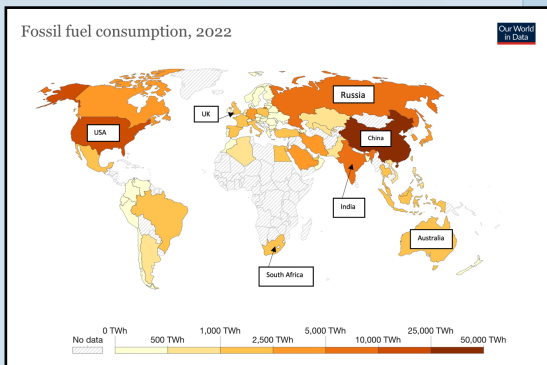 Fossil fuel consumption, 2022
Our World
in Data
Russia
UK
USA
China
India
Australia
South Africa
No data
0 TWh
500 TWh
1,000 TWh
2,500 TWh
5,000 TWh
10,000 TWh
25,000 TWh
50,000 TWh